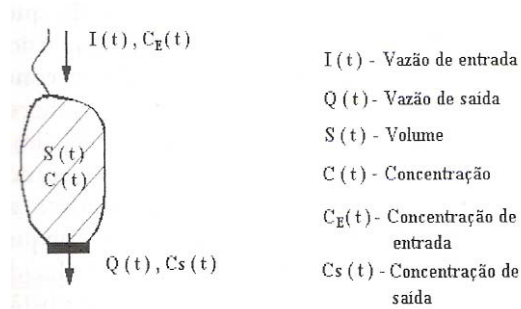 I(t), C_E(t)
S(t)
C(t)
Q(t), Cs(t)
I(t) - Vazão de entrada
Q(t) - Vazão de saída
S(t) - Volume
C(t) - Concentração
C_E(t) - Concentração de
entrada
Cs(t) - Concentração de
saída